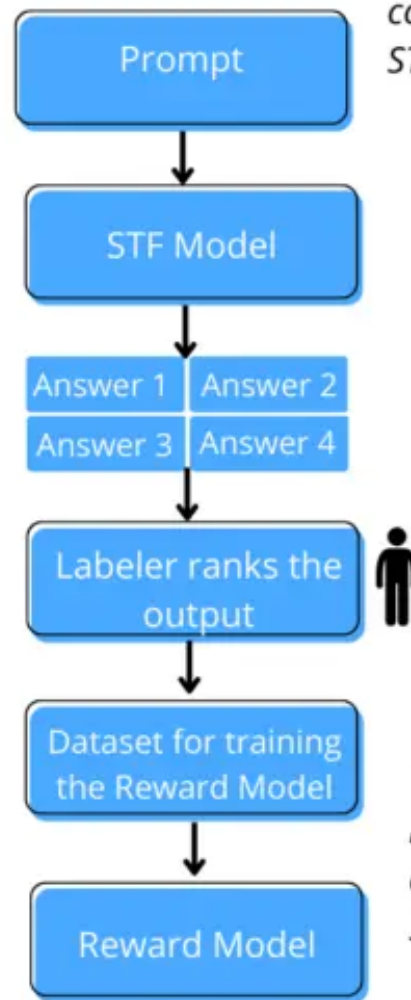 Prompt
STF Model
Answer 1 Answer 2
Answer 3 Answer 4
Labeler ranks the
output
Dataset for training
the Reward Model
Reward Model